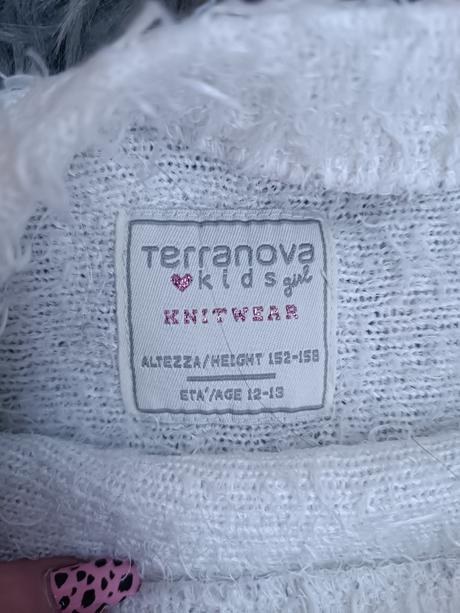 Terranova
kids girl
KNITWEAR
ALTEZZA/HEIGHT 152-158
ETA'/AGE 12-13